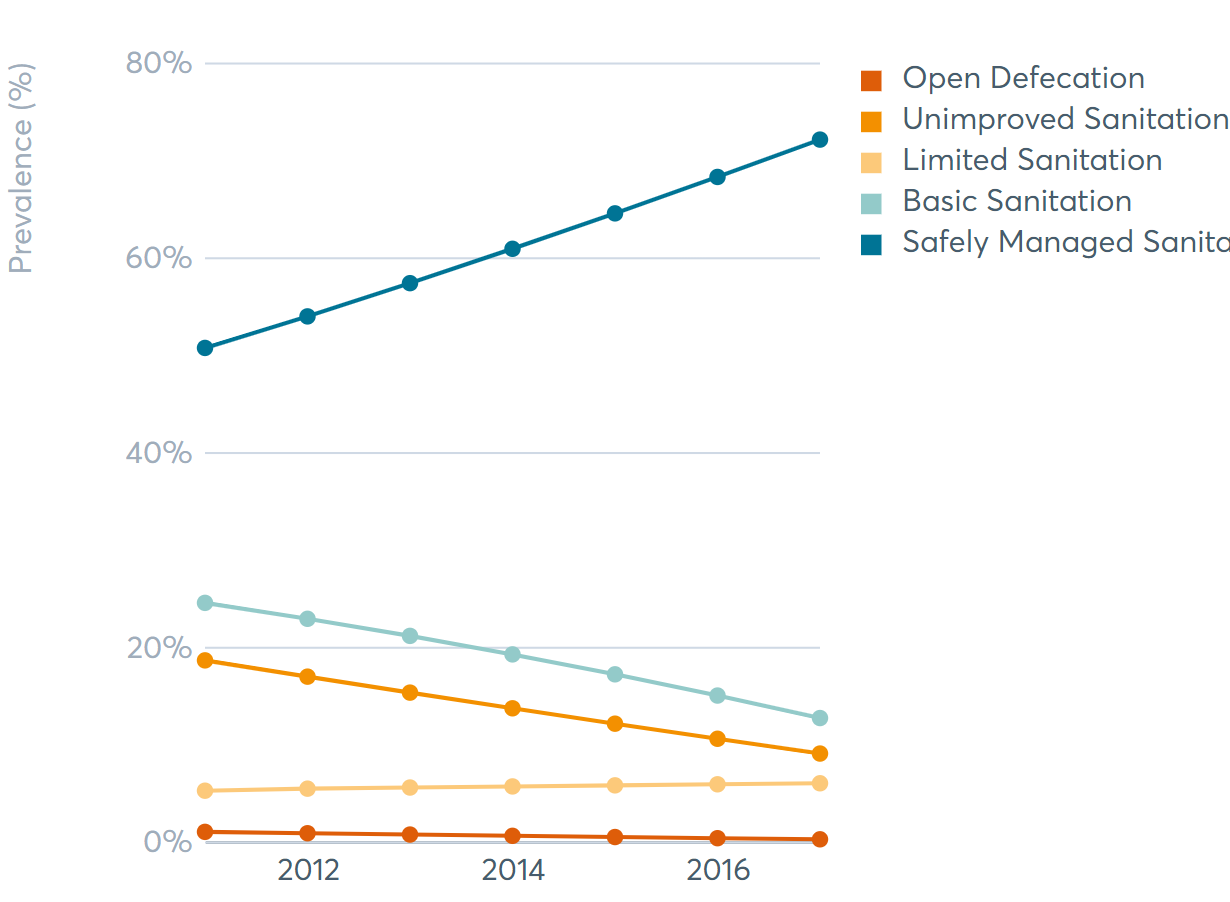 Prevalence (%)
80%
60%
40%
20%
0%
2012
2014
2016
Open Defecation
Unimproved Sanitation
Limited Sanitation
Basic Sanitation
Safely Managed Sanita